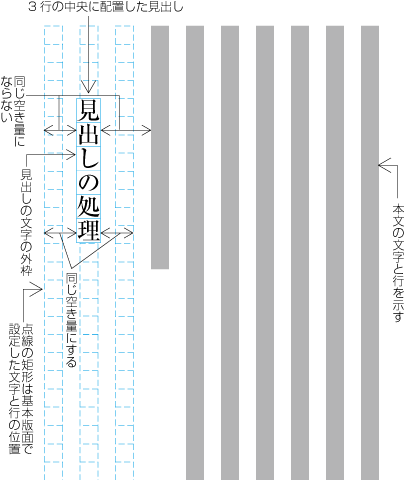 3行の中央に配置した見出し
本文の文字と行を示す
見出しの処理
同じ空き量に
ならない
見出しの文字の外枠
同じ空き量にする
点線の矩形は基本版面で
設定した文字と行の位置